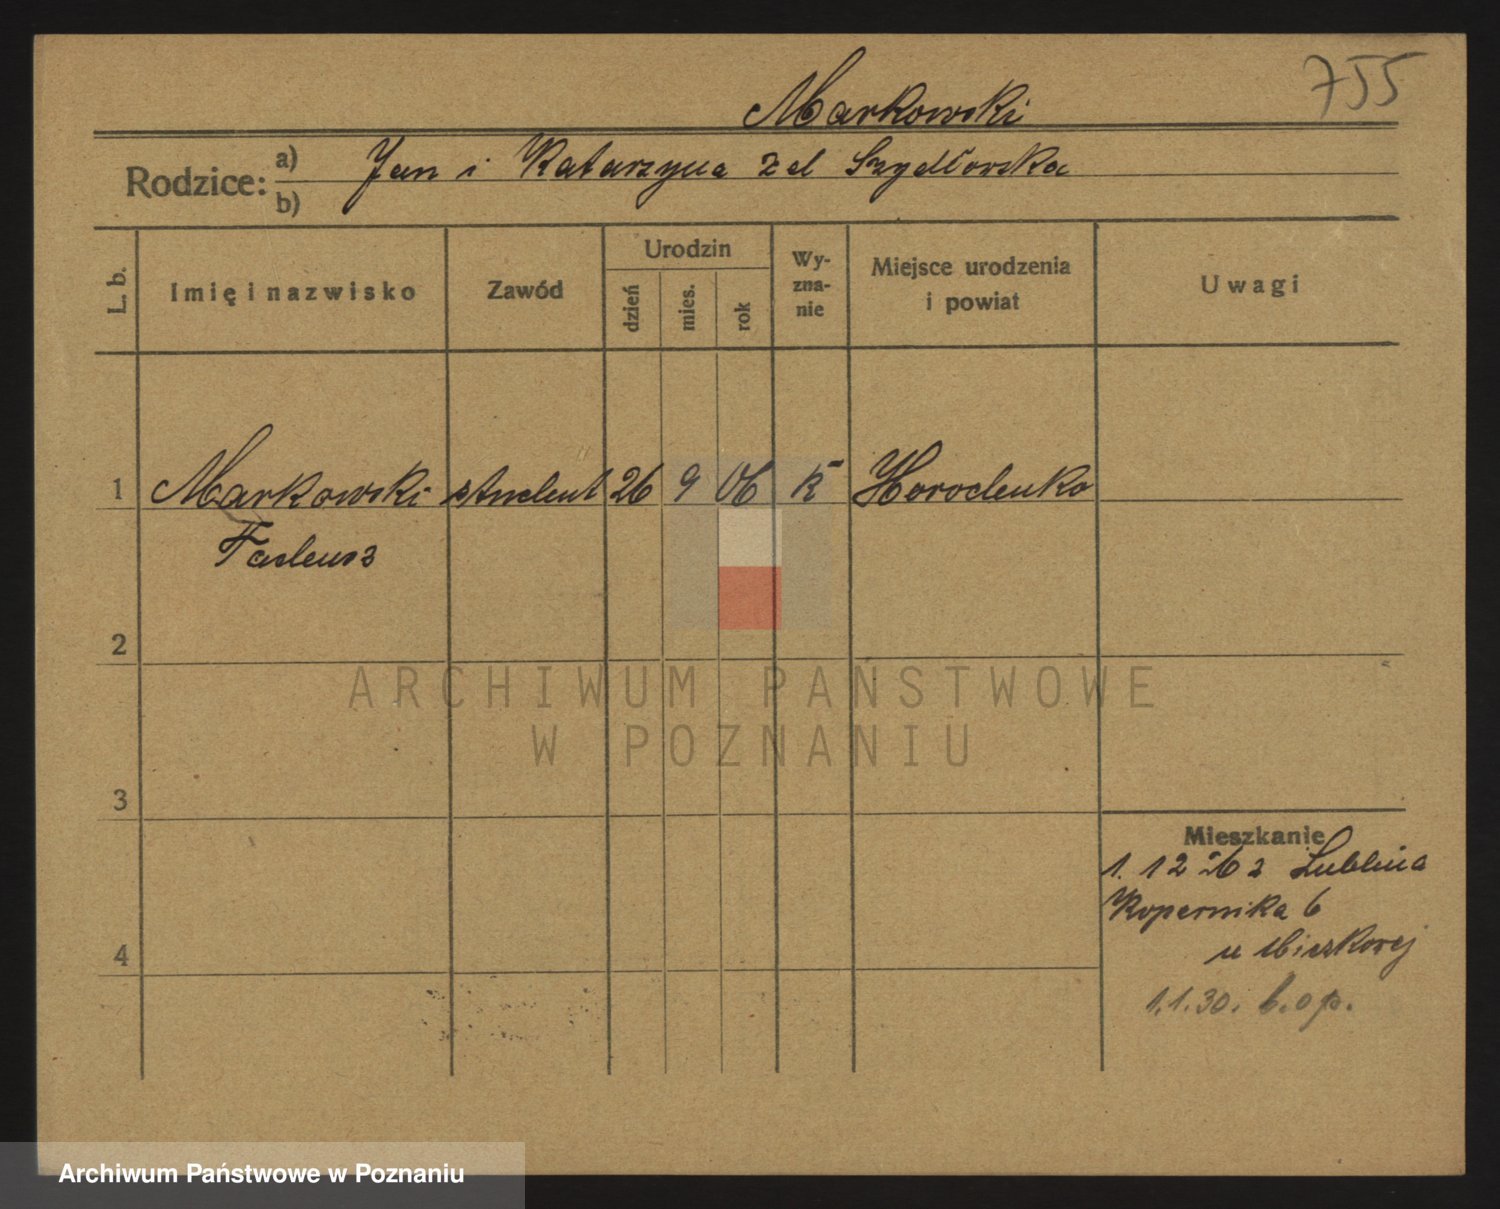 755
Markowski
Rodzice:
a) Jan i Katarzyna z d Szydłowska
b)
L. b.
Imię i nazwisko
Zawód
Urodzin
dzień
mies.
rok
Wy-
zna-
nie
Miejsce urodzenia
i powiat
Uwagi
1 Markowski student 26 9 06 k Horodenka
Tadeusz
2
3
4
Mieszkanie
1. 12 26 z Lublina
Kopernika 6
u
1.1.30. b.op.
ARCHIWUM PAŃSTWOWE
W POZNANIU
Archiwum Państwowe w Poznaniu